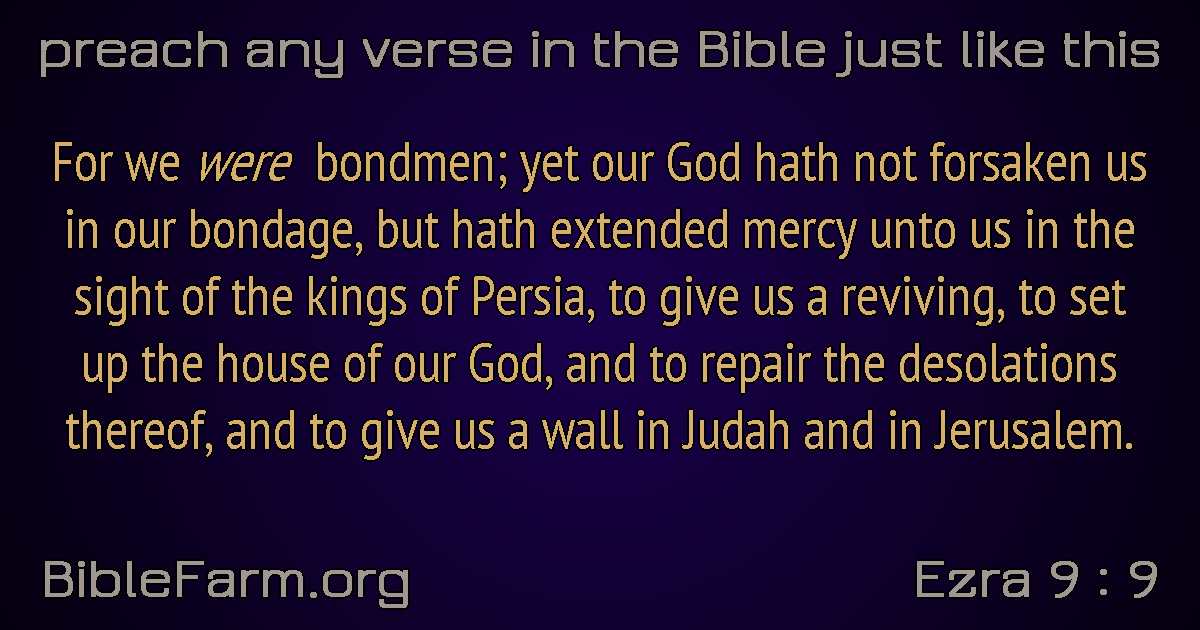 preach any verse in the Bible just like this
For we were bondmen; yet our God hath not forsaken us
in our bondage, but hath extended mercy unto us in the
sight of the kings of Persia, to give us a reviving, to set
up the house of our God, and to repair the desolations
thereof, and to give us a wall in Judah and in Jerusalem.
BibleFarm.org
Ezra 9 : 9